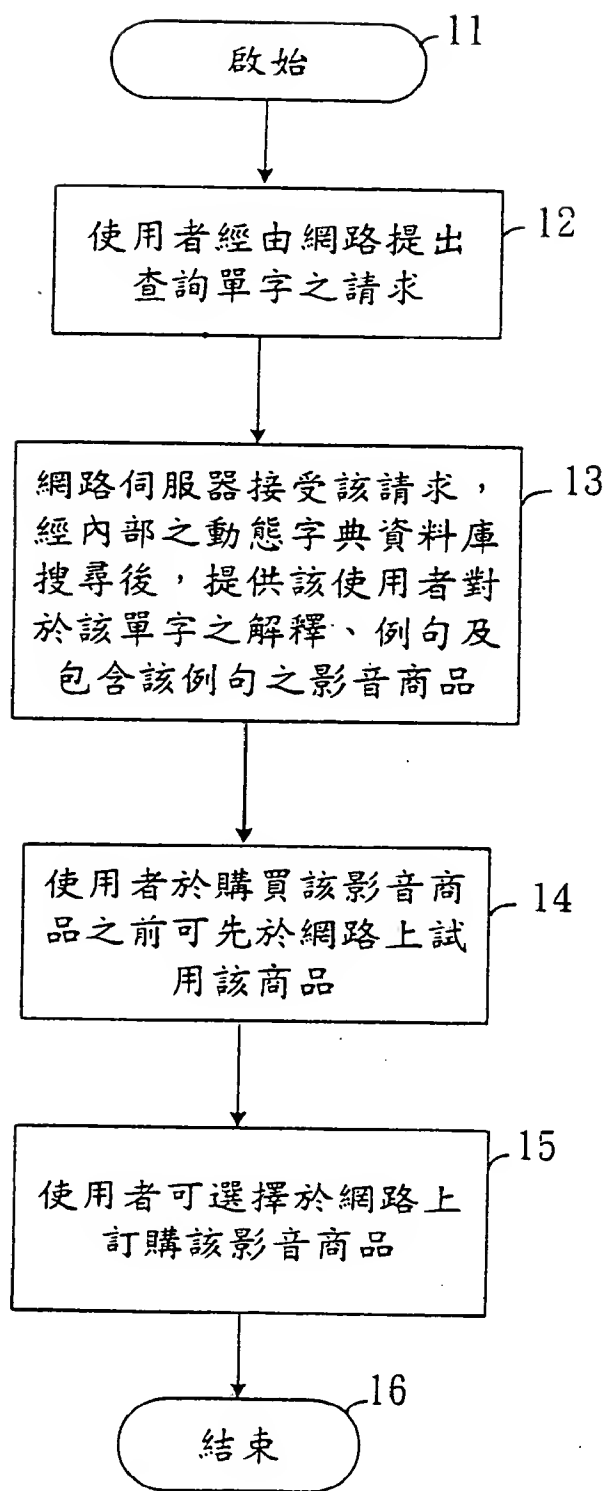 啟始
11
使用者經由網路提出
查詢單字之請求
12
網路伺服器接受該請求，
經內部之動態字典資料庫
搜尋後，提供該使用者對
於該單字之解釋、例句及
包含該例句之影音商品
13
使用者於購買該影音商
品之前可先於網路上試
用該商品
14
使用者可選擇於網路上
訂購該影音商品
15
結束
16